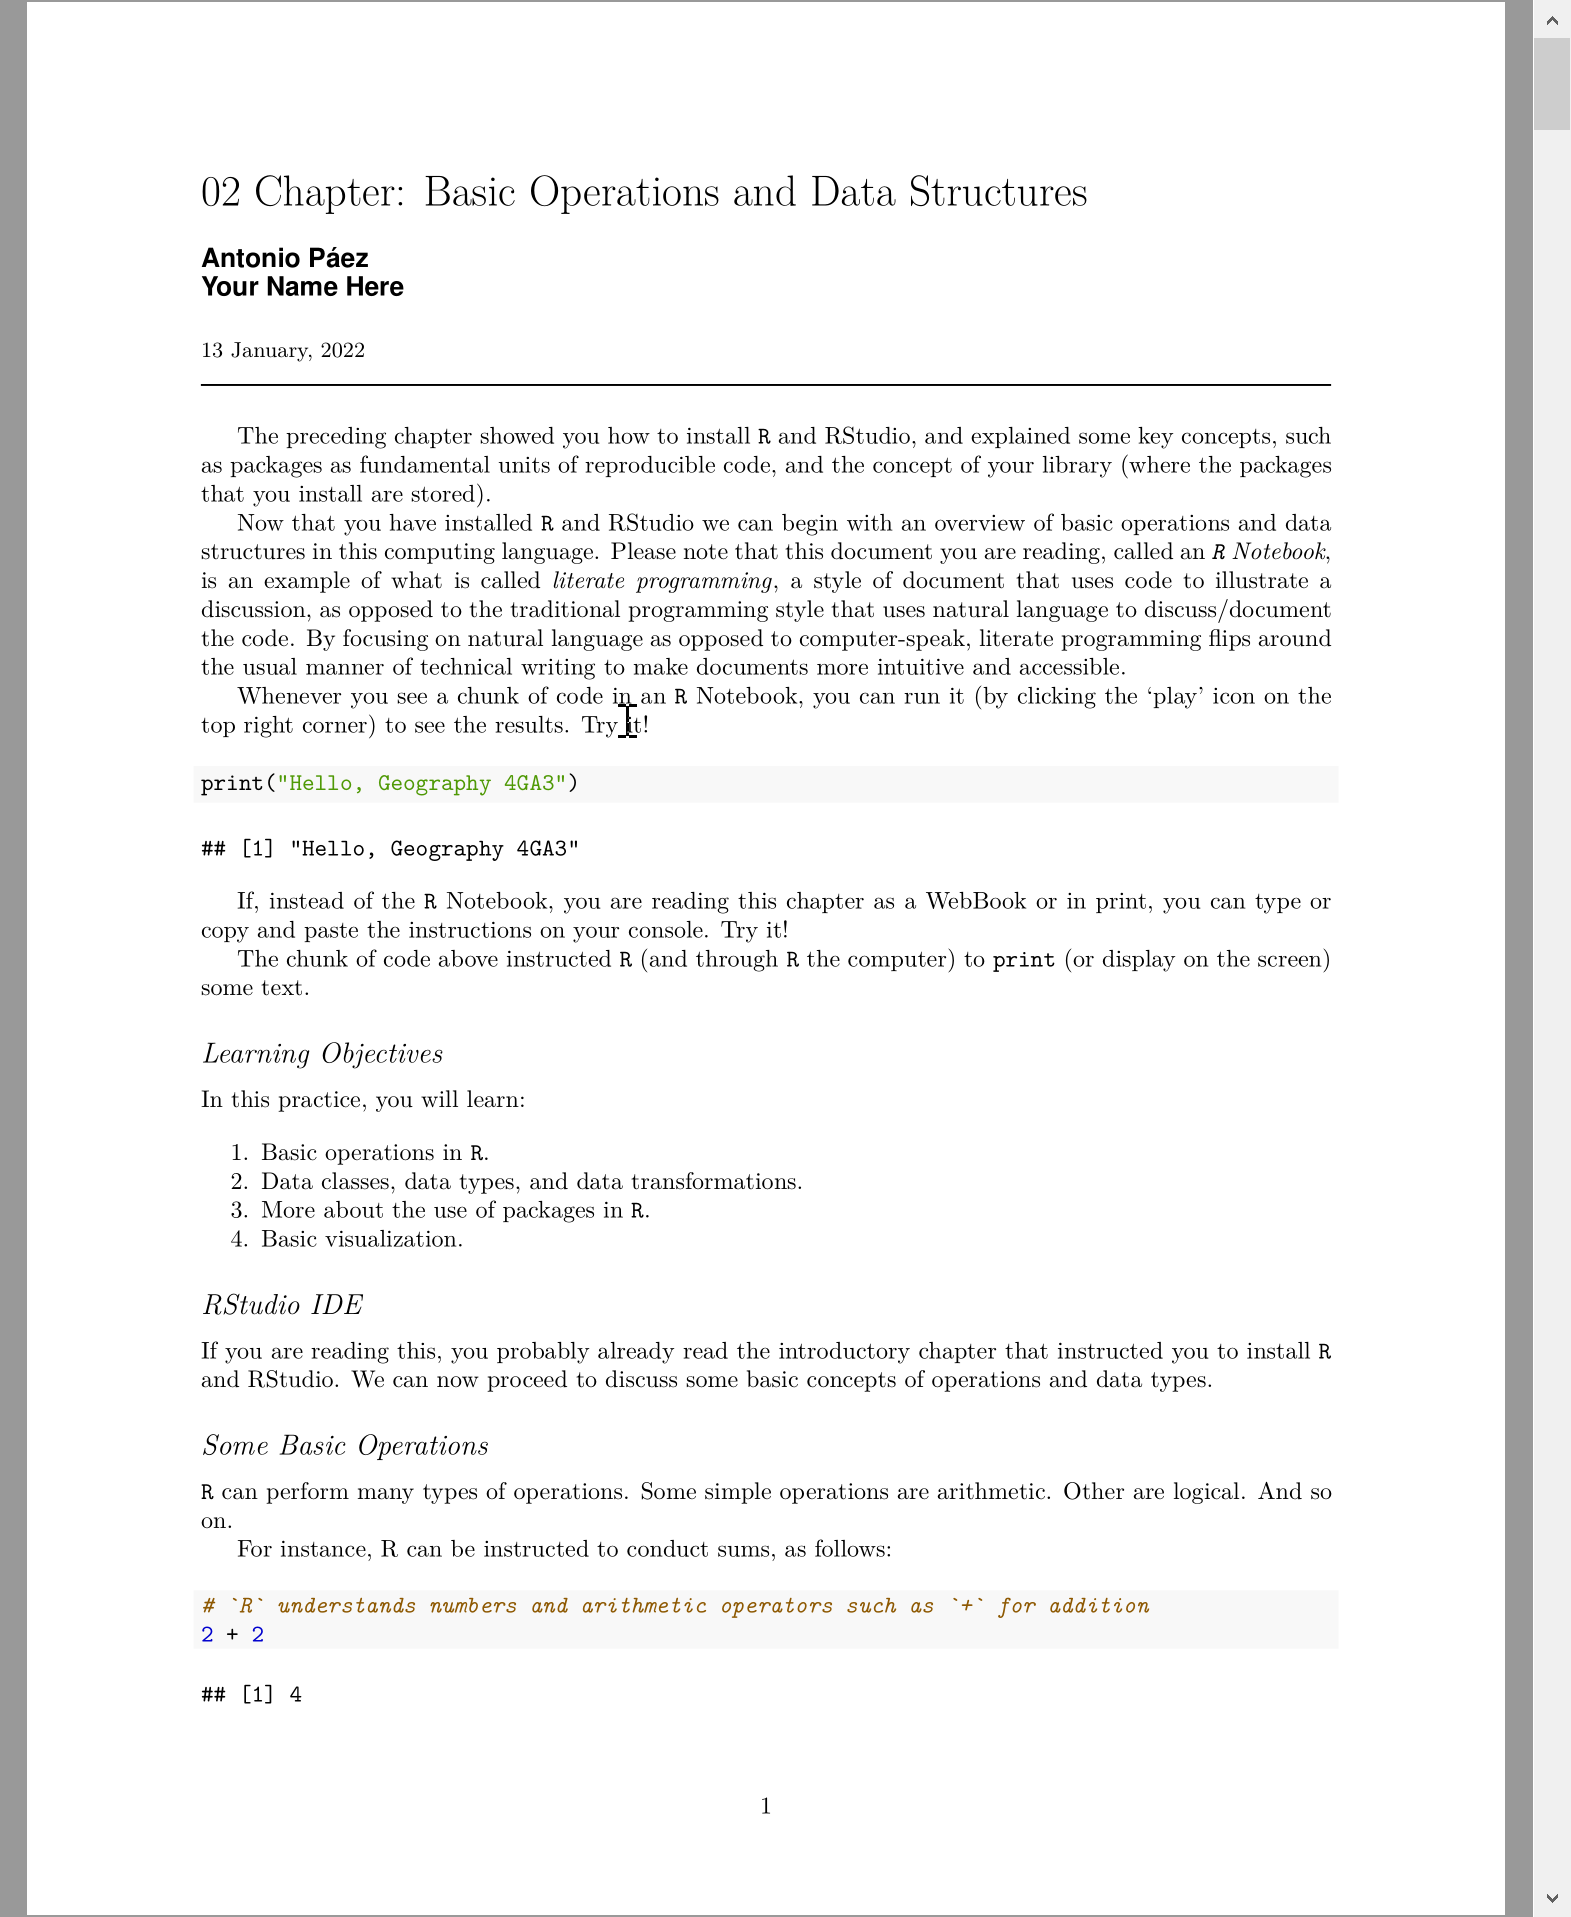 02 Chapter: Basic Operations and Data Structures
Antonio Páez
Your Name Here
13 January, 2022
The preceding chapter showed you how to install R and RStudio, and explained some key concepts, such
as packages as fundamental units of reproducible code, and the concept of your library (where the packages
that you install are stored).
Now that you have installed R and RStudio we can begin with an overview of basic operations and data
structures in this computing language. Please note that this document you are reading, called an R Notebook,
is an example of what is called literate programming, a style of document that uses code to illustrate a
discussion, as opposed to the traditional programming style that uses natural language to discuss/document
the code. By focusing on natural language as opposed to computer-speak, literate programming flips around
the usual manner of technical writing to make documents more intuitive and accessible.
Whenever you see a chunk of code in an R Notebook, you can run it (by clicking the ‘play’ icon on the
top right corner) to see the results. Try it!
print("Hello, Geography 4GA3")
## [1] "Hello, Geography 4GA3"
If, instead of the R Notebook, you are reading this chapter as a WebBook or in print, you can type or
copy and paste the instructions on your console. Try it!
The chunk of code above instructed R (and through R the computer) to print (or display on the screen)
some text.
Learning Objectives
In this practice, you will learn:
1. Basic operations in R.
2. Data classes, data types, and data transformations.
3. More about the use of packages in R.
4. Basic visualization.
RStudio IDE
If you are reading this, you probably already read the introductory chapter that instructed you to install R
and RStudio. We can now proceed to discuss some basic concepts of operations and data types.
Some Basic Operations
R can perform many types of operations. Some simple operations are arithmetic. Other are logical. And so
on.
For instance, R can be instructed to conduct sums, as follows:
# `R` understands numbers and arithmetic operators such as `+` for addition
2 + 2
## [1] 4
1